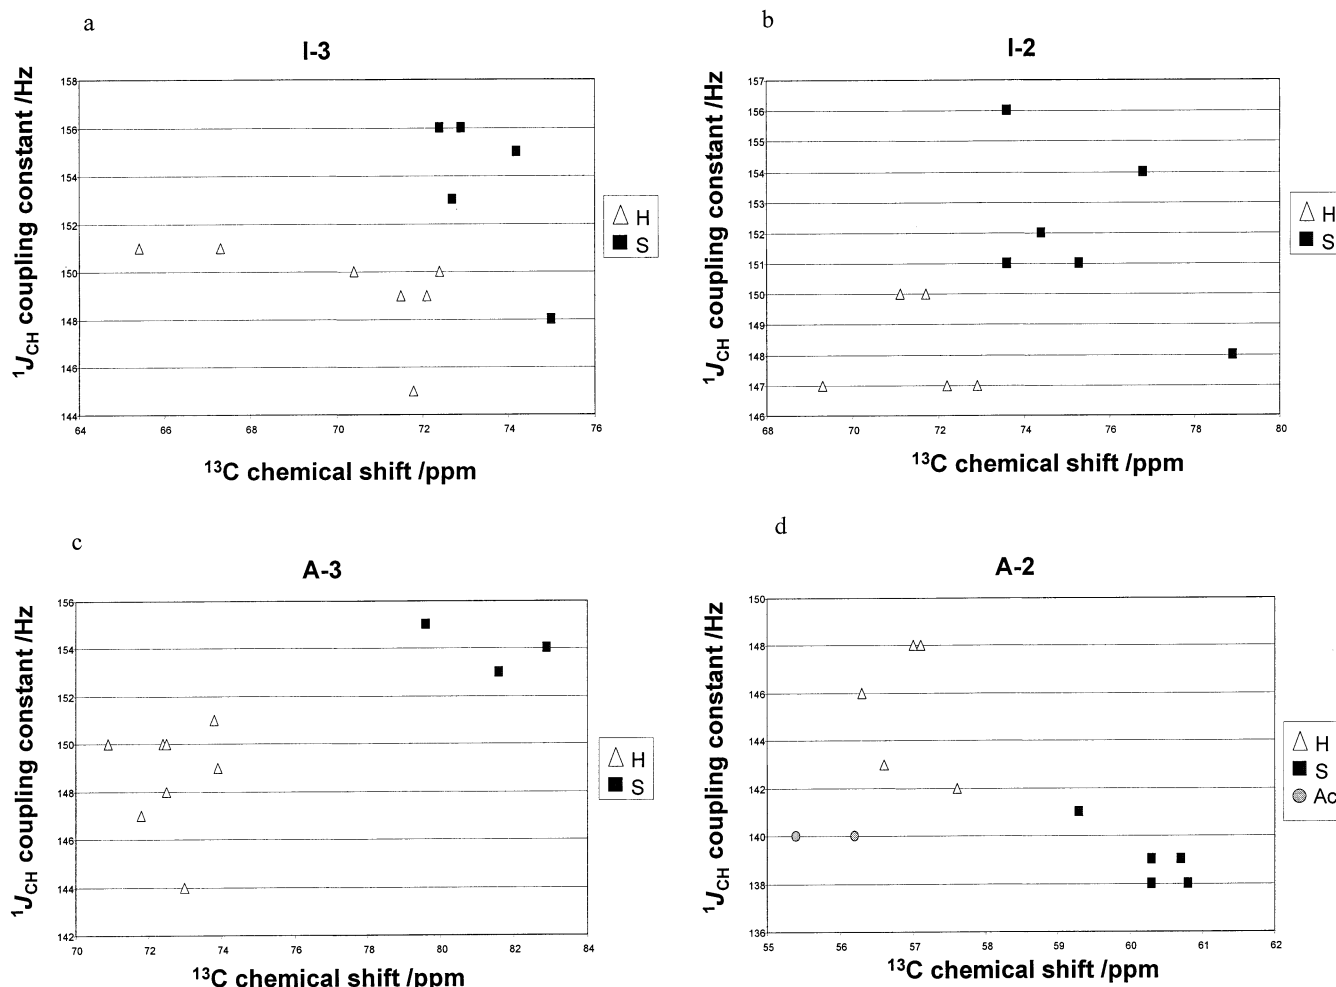 a
I-3
¹JCH coupling constant /Hz
158
156
154
152
150
148
146
144
64
66
68
70
72
74
76
¹³C chemical shift /ppm
H
S
b
I-2
¹JCH coupling constant /Hz
157
156
155
154
153
152
151
150
149
148
147
146
68
70
72
74
76
78
80
¹³C chemical shift /ppm
H
S
c
A-3
¹JCH coupling constant /Hz
156
154
152
150
148
146
144
142
70
72
74
76
78
80
82
84
¹³C chemical shift /ppm
H
S
d
A-2
¹JCH coupling constant /Hz
150
148
146
144
142
140
138
136
55
56
57
58
59
60
61
62
¹³C chemical shift /ppm
H
S
Ac